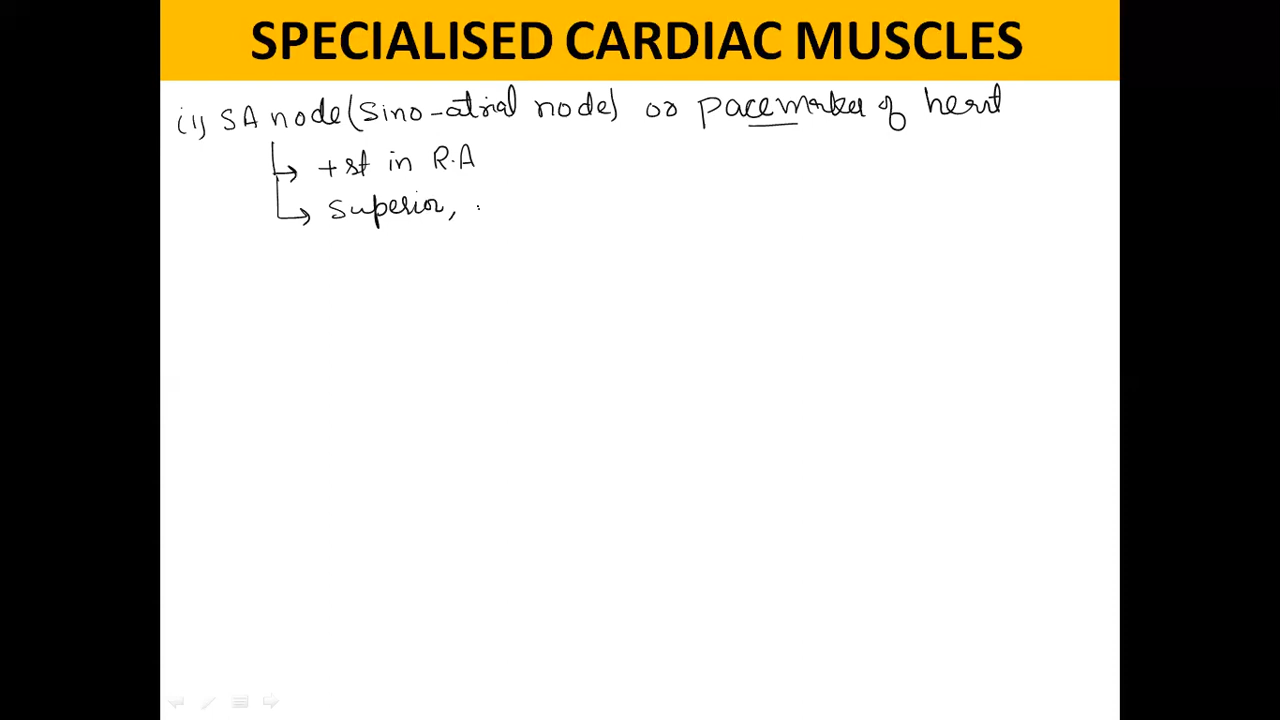 SPECIALISED CARDIAC MUSCLES
(i) SA node (Sino-atrial node) or pacemaker of heart
+st in R.A
Superior,